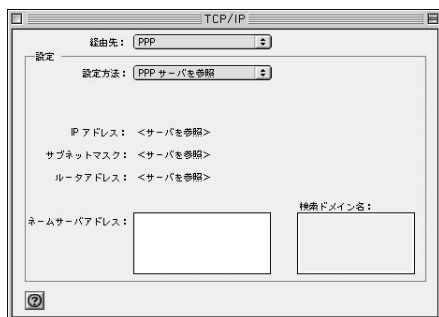 TCP/IP
経由先： PPP
設定
設定方法： PPP サーバを参照
IP アドレス： <サーバを参照>
サブネットマスク： <サーバを参照>
ルータアドレス： <サーバを参照>
検索ドメイン名：
ネームサーバアドレス：
?